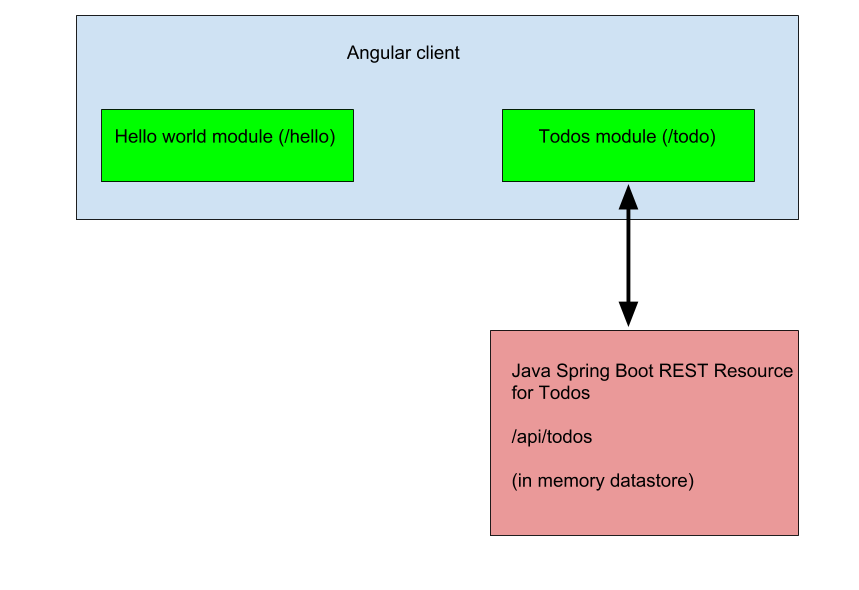 Angular client
Hello world module (/hello)
Todos module (/todo)
Java Spring Boot REST Resource
for Todos
/api/todos
(in memory datastore)